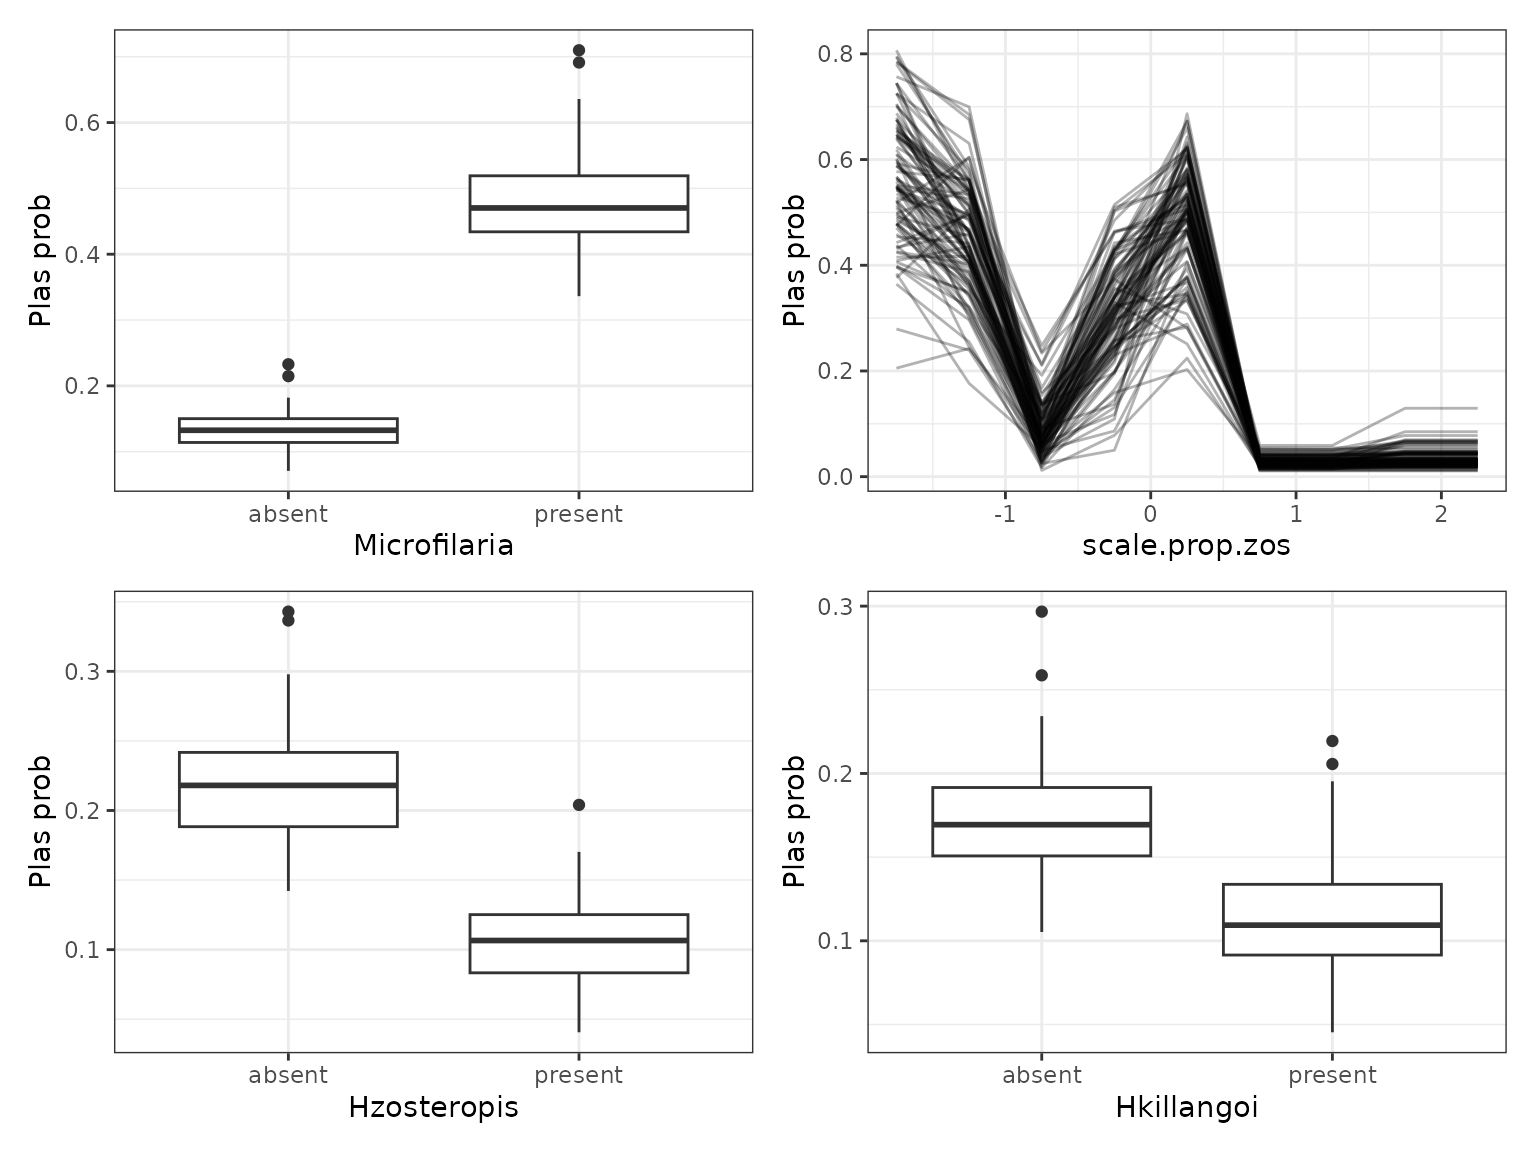 Plas prob
0.6
0.4
0.2
absent present
Microfilaria
Plas prob
0.8
0.6
0.4
0.2
0.0
-1 0 1 2
scale.prop.zos
Plas prob
0.3
0.2
0.1
absent present
Hzosteropis
Plas prob
0.3
0.2
0.1
absent present
Hkillangoi